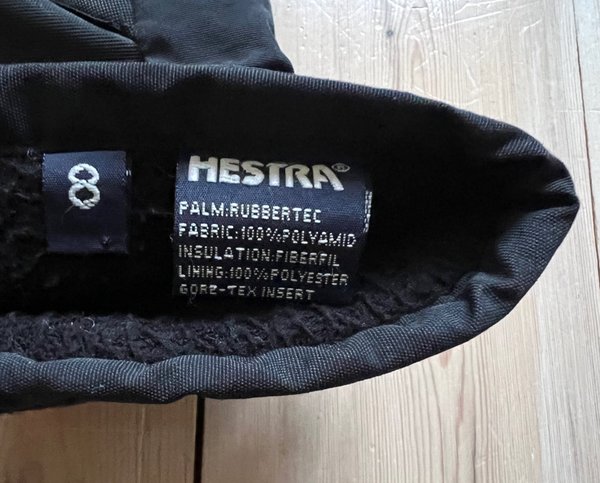 8
HESTRA®
PALM:RUBBERTEC
FABRIC:100%POLYAMID
INSULATION:FIBERFIL
LINING:100%POLYESTER
GORE-TEX INSERT